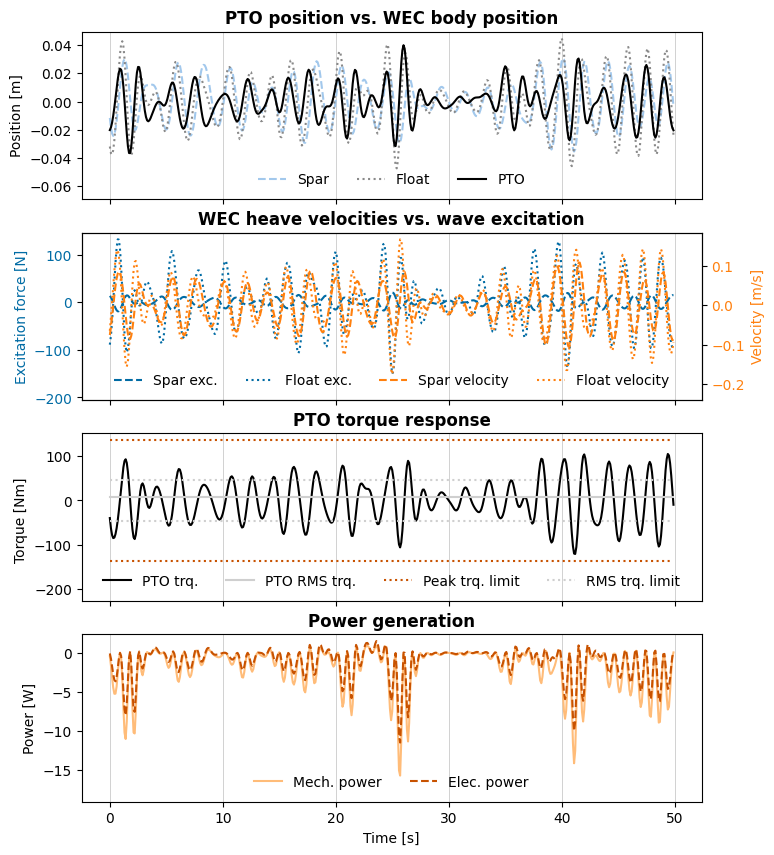 PTO position vs. WEC body position
0.04
0.02
0.00
−0.02
−0.04
−0.06
Position [m]
Spar Float PTO
WEC heave velocities vs. wave excitation
100
0
−100
−200
Excitation force [N]
0.1
0.0
−0.1
−0.2
Velocity [m/s]
Spar exc. Float exc. Spar velocity Float velocity
PTO torque response
100
0
−100
−200
Torque [Nm]
PTO trq. PTO RMS trq. Peak trq. limit RMS trq. limit
Power generation
0
−5
−10
−15
Power [W]
Mech. power Elec. power
0 10 20 30 40 50
Time [s]